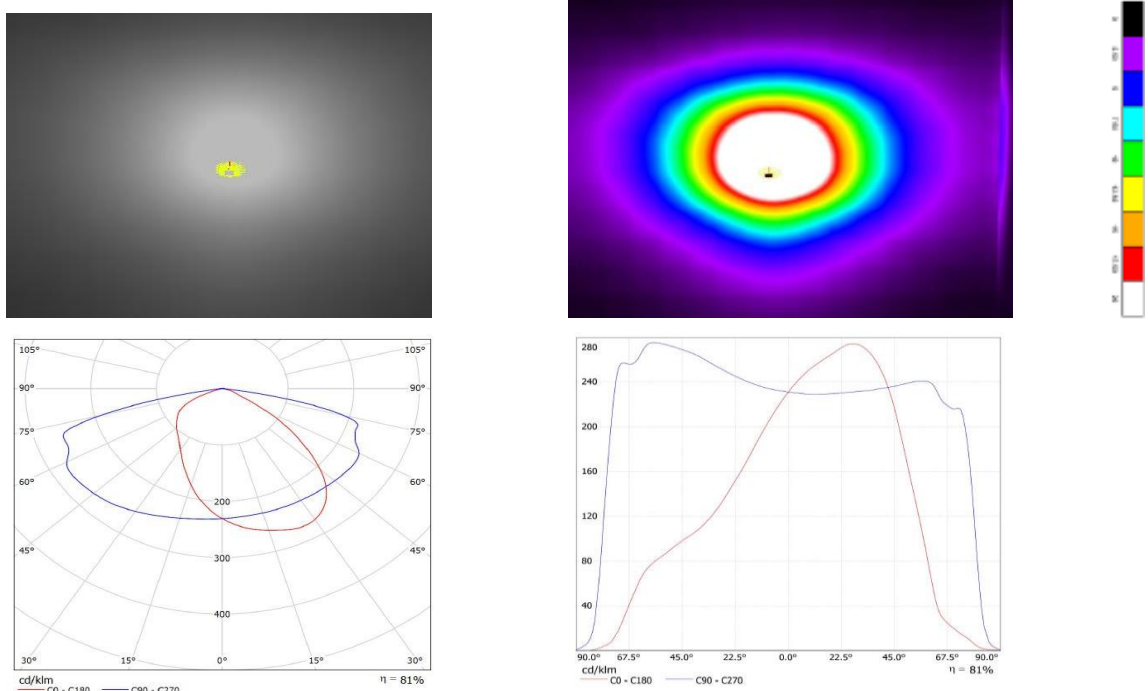 105° 105°
90° 90°
75° 75°
60° 60°
45° 45°
200
300
400
30° 15° 0° 15° 30°
cd/klm η = 81%
C0 - C180 C90 - C270
280
240
200
160
120
80
40
90.0° 67.5° 45.0° 22.5° 0.0° 22.5° 45.0° 67.5° 90.0°
cd/klm η = 81%
C0 - C180 C90 - C270